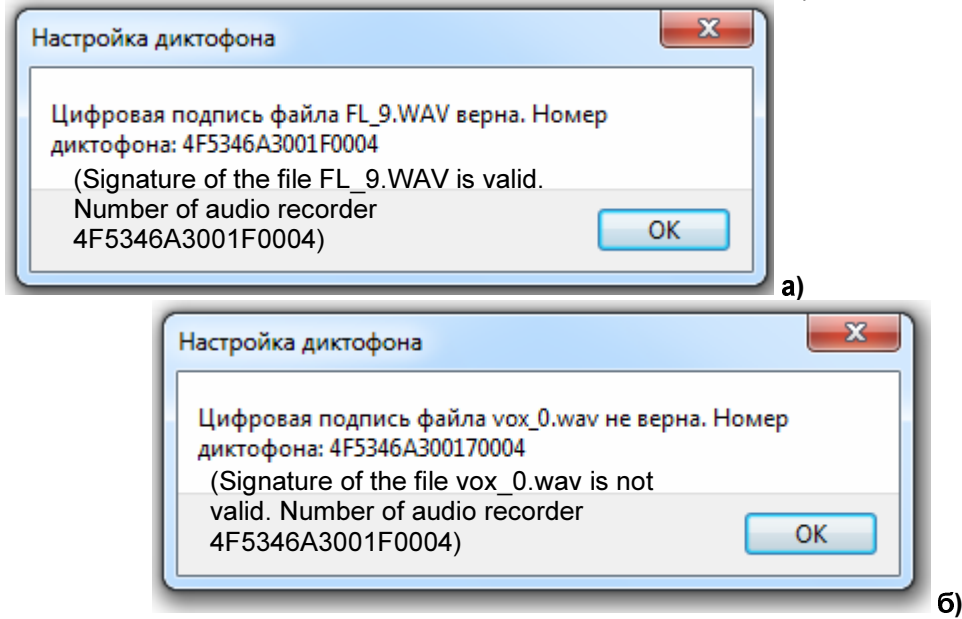 Настройка диктофона
Цифровая подпись файла FL_9.WAV верна. Номер
диктофона: 4F5346A3001F0004
(Signature of the file FL_9.WAV is valid.
Number of audio recorder
4F5346A3001F0004)
OK
а)
Настройка диктофона
Цифровая подпись файла vox_0.wav не верна. Номер
диктофона: 4F5346A300170004
(Signature of the file vox_0.wav is not
valid. Number of audio recorder
4F5346A3001F0004)
OK
б)